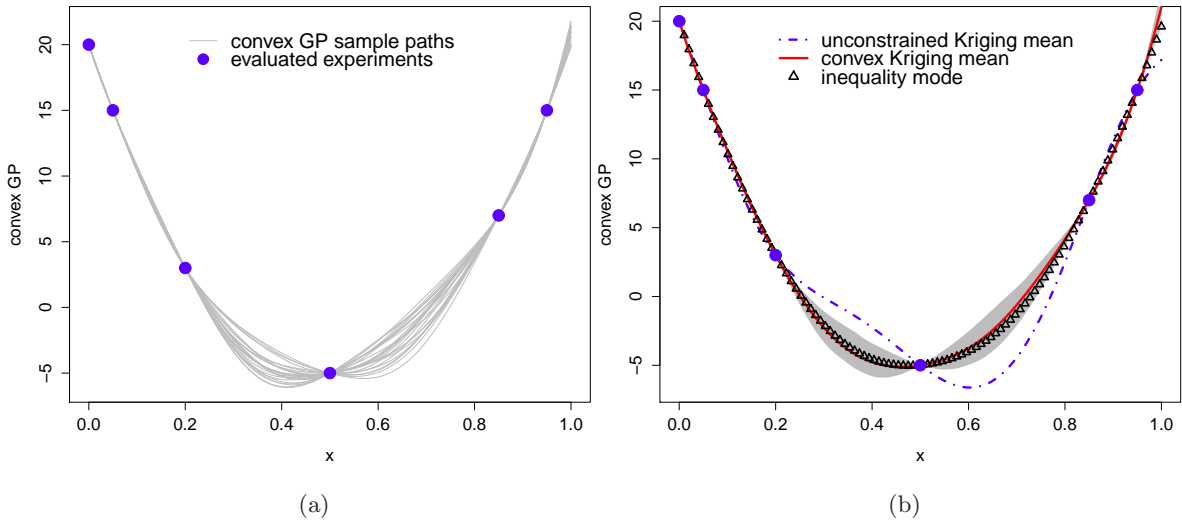 convex GP sample paths
evaluated experiments
20
15
10
5
0
−5
convex GP
0.0 0.2 0.4 0.6 0.8 1.0
x
(a)
unconstrained Kriging mean
convex Kriging mean
inequality mode
20
15
10
5
0
−5
convex GP
0.0 0.2 0.4 0.6 0.8 1.0
x
(b)